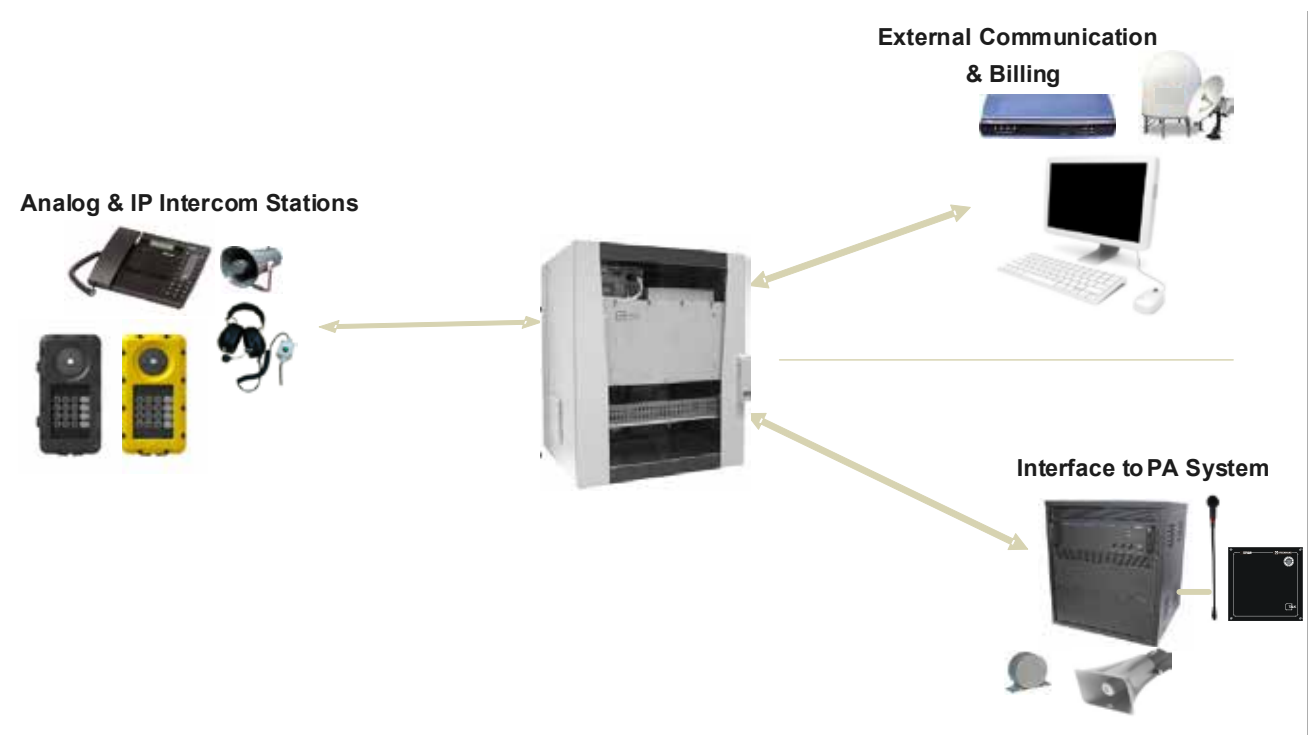 External Communication
& Billing
Analog & IP Intercom Stations
Interface to PA System